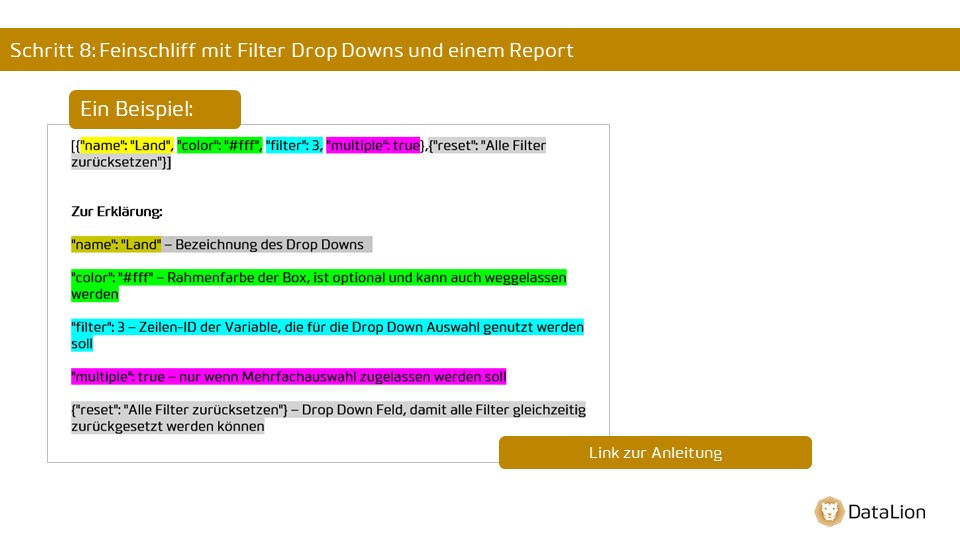 Schritt 8: Feinschliff mit Filter Drop Downs und einem Report
Ein Beispiel:
[{"name": "Land", "color": "#fff", "filter": 3, "multiple": true},{"reset": "Alle Filter
zurücksetzen"}]
Zur Erklärung:
"name": "Land" – Bezeichnung des Drop Downs
"color": "#fff" – Rahmenfarbe der Box, ist optional und kann auch weggelassen
werden
"filter": 3 – Zeilen-ID der Variable, die für die Drop Down Auswahl genutzt werden
soll
"multiple": true – nur wenn Mehrfachauswahl zugelassen werden soll
{"reset": "Alle Filter zurücksetzen"} – Drop Down Feld, damit alle Filter gleichzeitig
zurückgesetzt werden können
Link zur Anleitung
DataLion